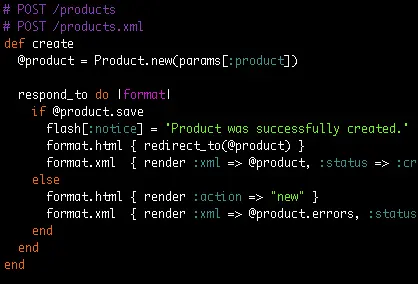 # POST /products
# POST /products.xml
def create
  @product = Product.new(params[:product])

  respond_to do |format|
    if @product.save
      flash[:notice] = 'Product was successfully created.'
      format.html { redirect_to(@product) }
      format.xml  { render :xml => @product, :status => :cr
    else
      format.html { render :action => "new" }
      format.xml  { render :xml => @product.errors, :status
    end
  end
end